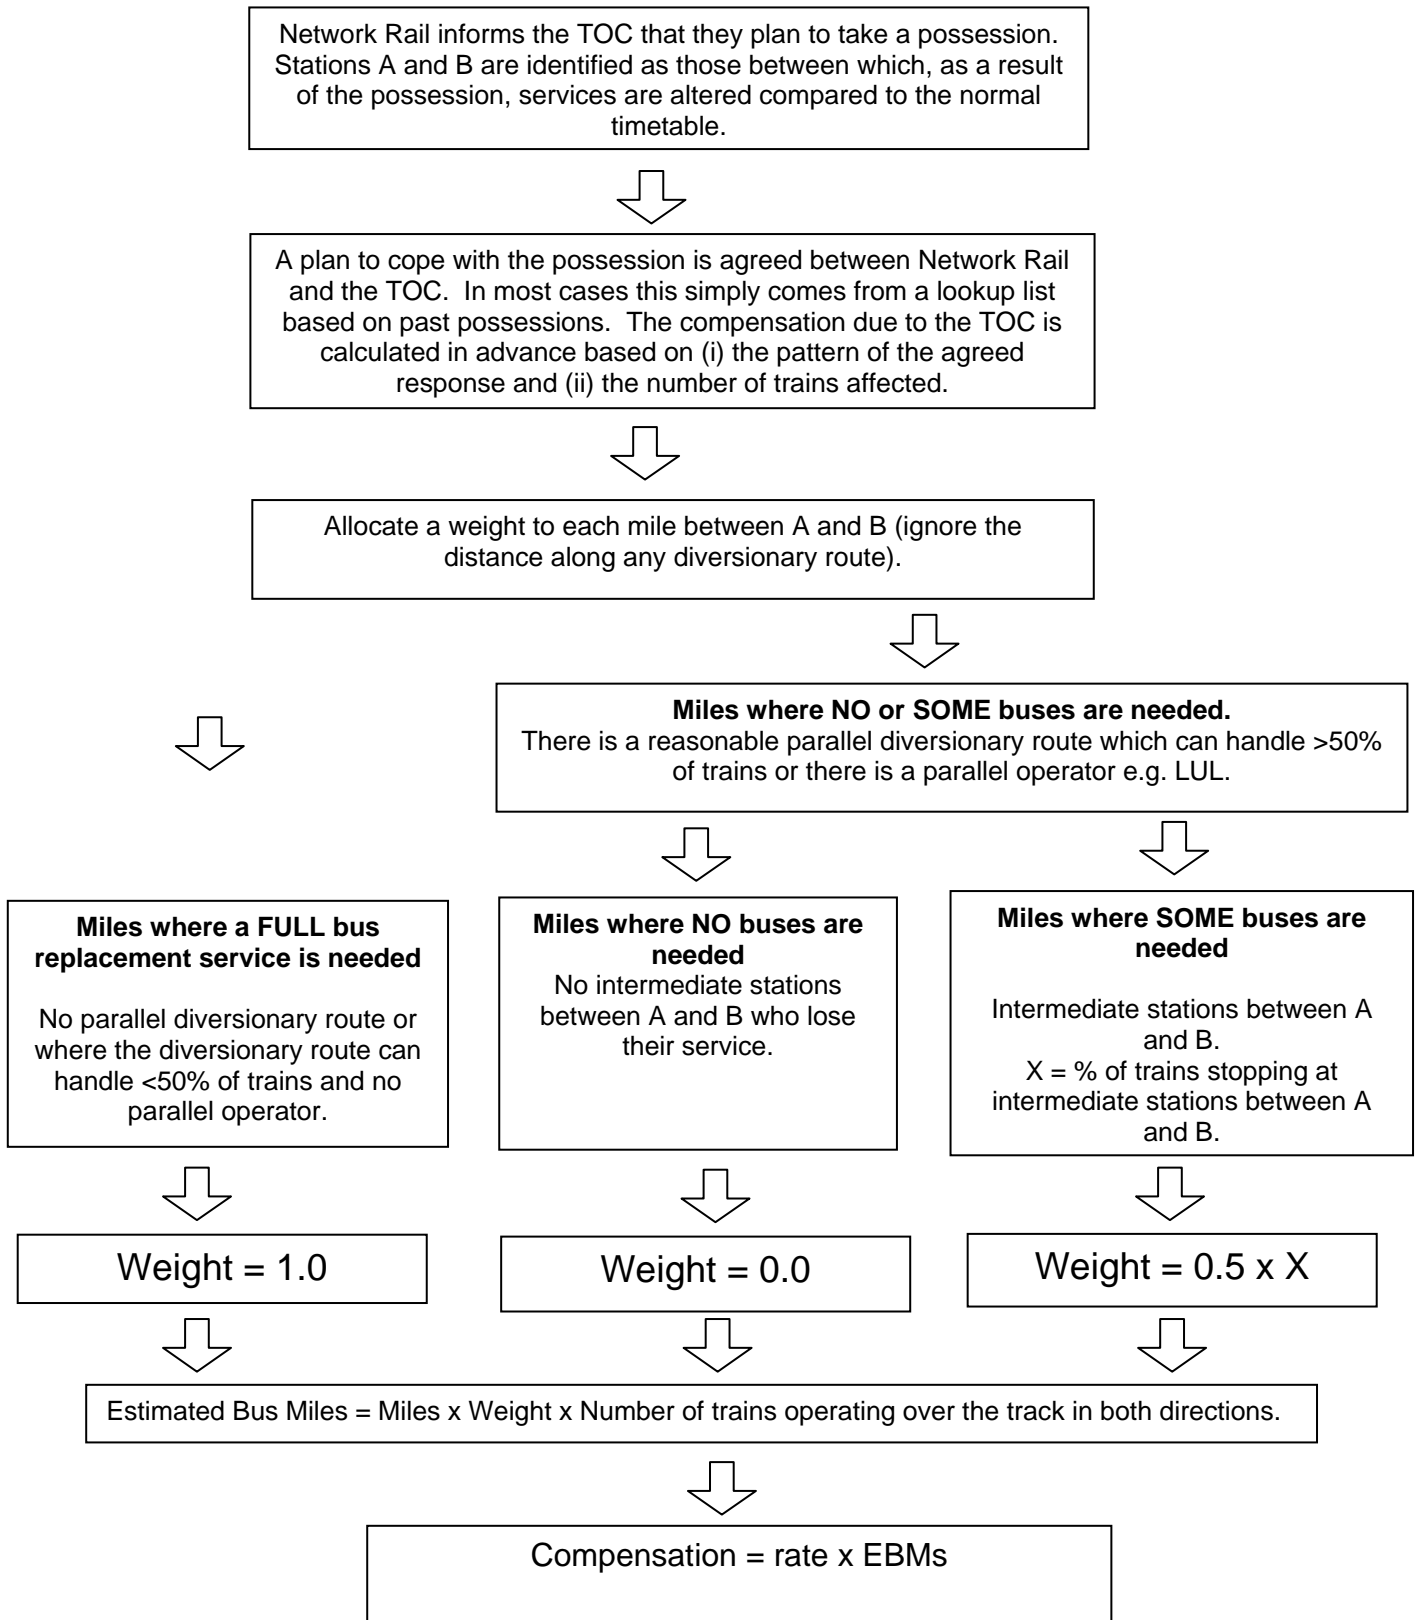 Network Rail informs the TOC that they plan to take a possession.
Stations A and B are identified as those between which, as a result
of the possession, services are altered compared to the normal
timetable.
A plan to cope with the possession is agreed between Network Rail
and the TOC.  In most cases this simply comes from a lookup list
based on past possessions.  The compensation due to the TOC is
calculated in advance based on (i) the pattern of the agreed
response and (ii) the number of trains affected.
Allocate a weight to each mile between A and B (ignore the
distance along any diversionary route).
Miles where NO or SOME buses are needed.
There is a reasonable parallel diversionary route which can handle >50%
of trains or there is a parallel operator e.g. LUL.
Miles where a FULL bus
replacement service is needed
No parallel diversionary route or
where the diversionary route can
handle <50% of trains and no
parallel operator.
Miles where NO buses are
needed
No intermediate stations
between A and B who lose
their service.
Miles where SOME buses are
needed
Intermediate stations between A
and B.
X = % of trains stopping at
intermediate stations between A
and B.
Weight = 1.0
Weight = 0.0
Weight = 0.5 x X
Estimated Bus Miles = Miles x Weight x Number of trains operating over the track in both directions.
Compensation = rate x EBMs